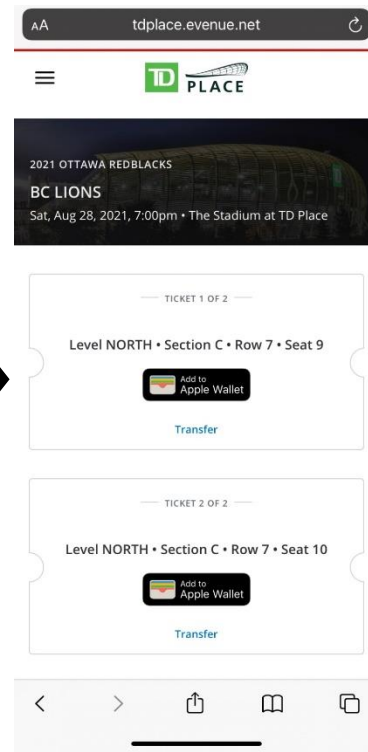 AA tdplace.evenue.net
TD PLACE
2021 OTTAWA REDBLACKS
BC LIONS
Sat, Aug 28, 2021, 7:00pm • The Stadium at TD Place
TICKET 1 OF 2
Level NORTH • Section C • Row 7 • Seat 9
Add to
Apple Wallet
Transfer
TICKET 2 OF 2
Level NORTH • Section C • Row 7 • Seat 10
Add to
Apple Wallet
Transfer